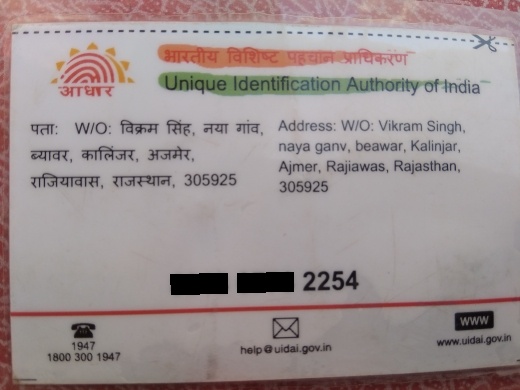 भारतीय विशिष्ट पहचान प्राधिकरण
आधार
Unique Identification Authority of India
पता: W/O: विक्रम सिंह, नया गांव,
ब्यावर, कालिंजर, अजमेर,
राजियावास, राजस्थान, 305925
Address: W/O: Vikram Singh,
naya ganv, beawar, Kalinjar,
Ajmer, Rajiawas, Rajasthan,
305925
2254
1947
1800 300 1947
help@uidai.gov.in
WWW
www.uidai.gov.in